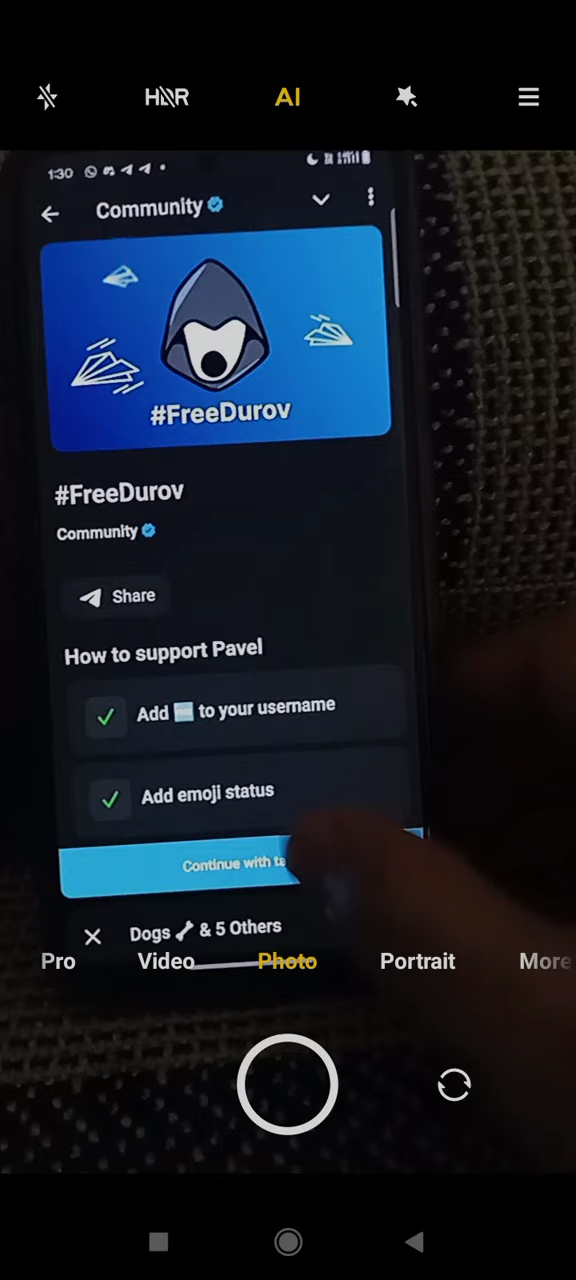 HDR
AI
1:30
Community
#FreeDurov
#FreeDurov
Community
Share
How to support Pavel
Add to your username
Add emoji status
Continue with
Dogs & 5 Others
Pro Video Photo Portrait More